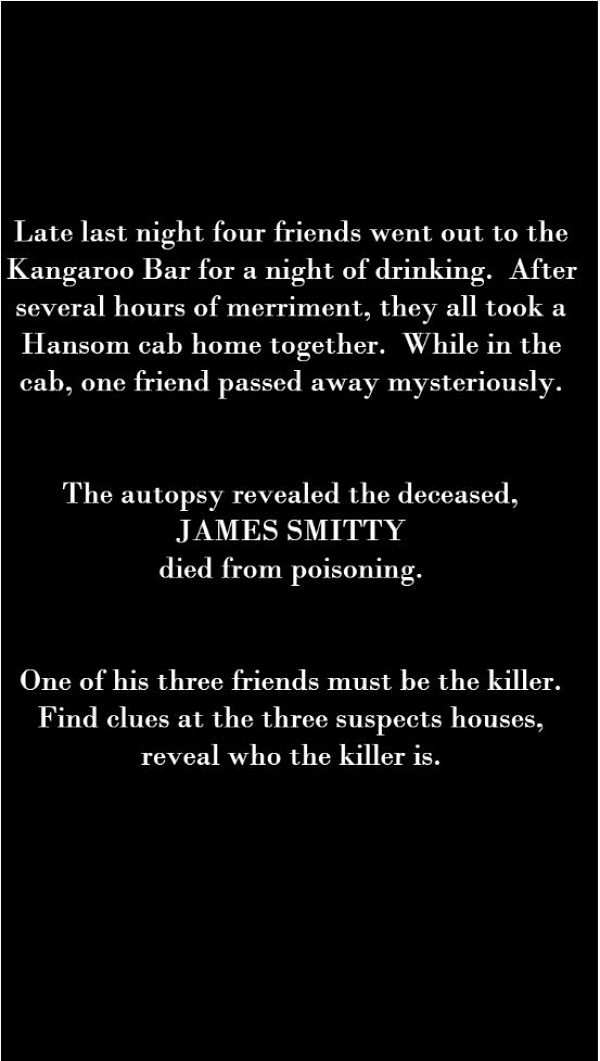 Late last night four friends went out to the
Kangaroo Bar for a night of drinking.  After
several hours of merriment, they all took a
Hansom cab home together.  While in the
cab, one friend passed away mysteriously.
The autopsy revealed the deceased,
JAMES SMITTY
died from poisoning.
One of his three friends must be the killer.
Find clues at the three suspects houses,
reveal who the killer is.